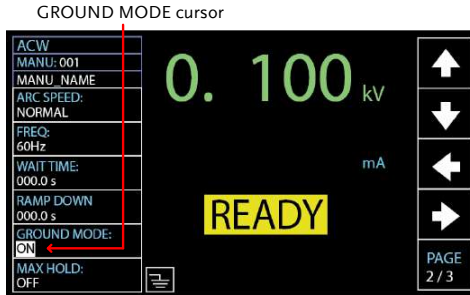 GROUND MODE cursor
ACW
MANU: 001
MANU_NAME
ARC SPEED:
NORMAL
FREQ:
60Hz
WAIT TIME:
000.0 s
RAMP DOWN
000.0 s
GROUND MODE:
ON
MAX HOLD:
OFF
0. 100 kV
mA
READY
PAGE
2 / 3